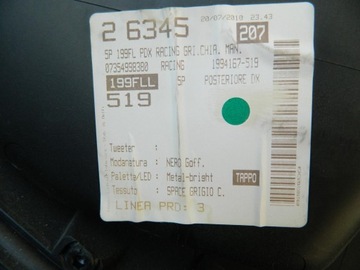 20/07/2010 23.43
2 6345 207
SP 199FL PDX RACING GRI.CHIA. MAN.
07354998380 RACING 1994167-519
199FLL SP POSTERIORE DX
519
Tweeter :
Modanatura : NERO Goff.
Paletta/LED : Metal-bright TAPPO
Tessuto : SPACE GRIGIO C.
LINEA PRO: 3